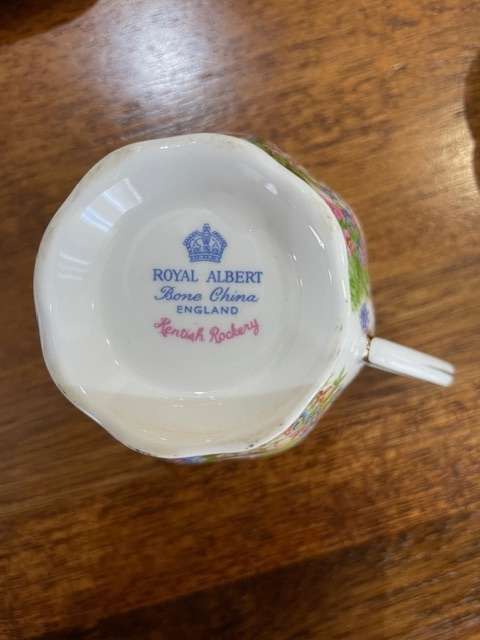 ROYAL ALBERT
Bone China
ENGLAND
Kentish Rockery